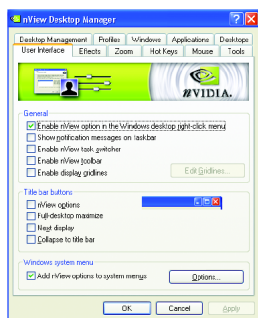 nView Desktop Manager
Desktop Management Profiles Windows Applications Desktops
User Interface Effects Zoom Hot Keys Mouse Tools
NVIDIA.
General
Enable nView option in the Windows desktop right-click menu
Show notification messages on taskbar
Enable nView task switcher
Enable nView toolbar
Enable display gridlines
Edit Gridlines...
Title bar buttons
nView options
Full-desktop maximize
Next display
Collapse to title bar
Windows system menu
Add nView options to system menus
Options...
OK Cancel Apply